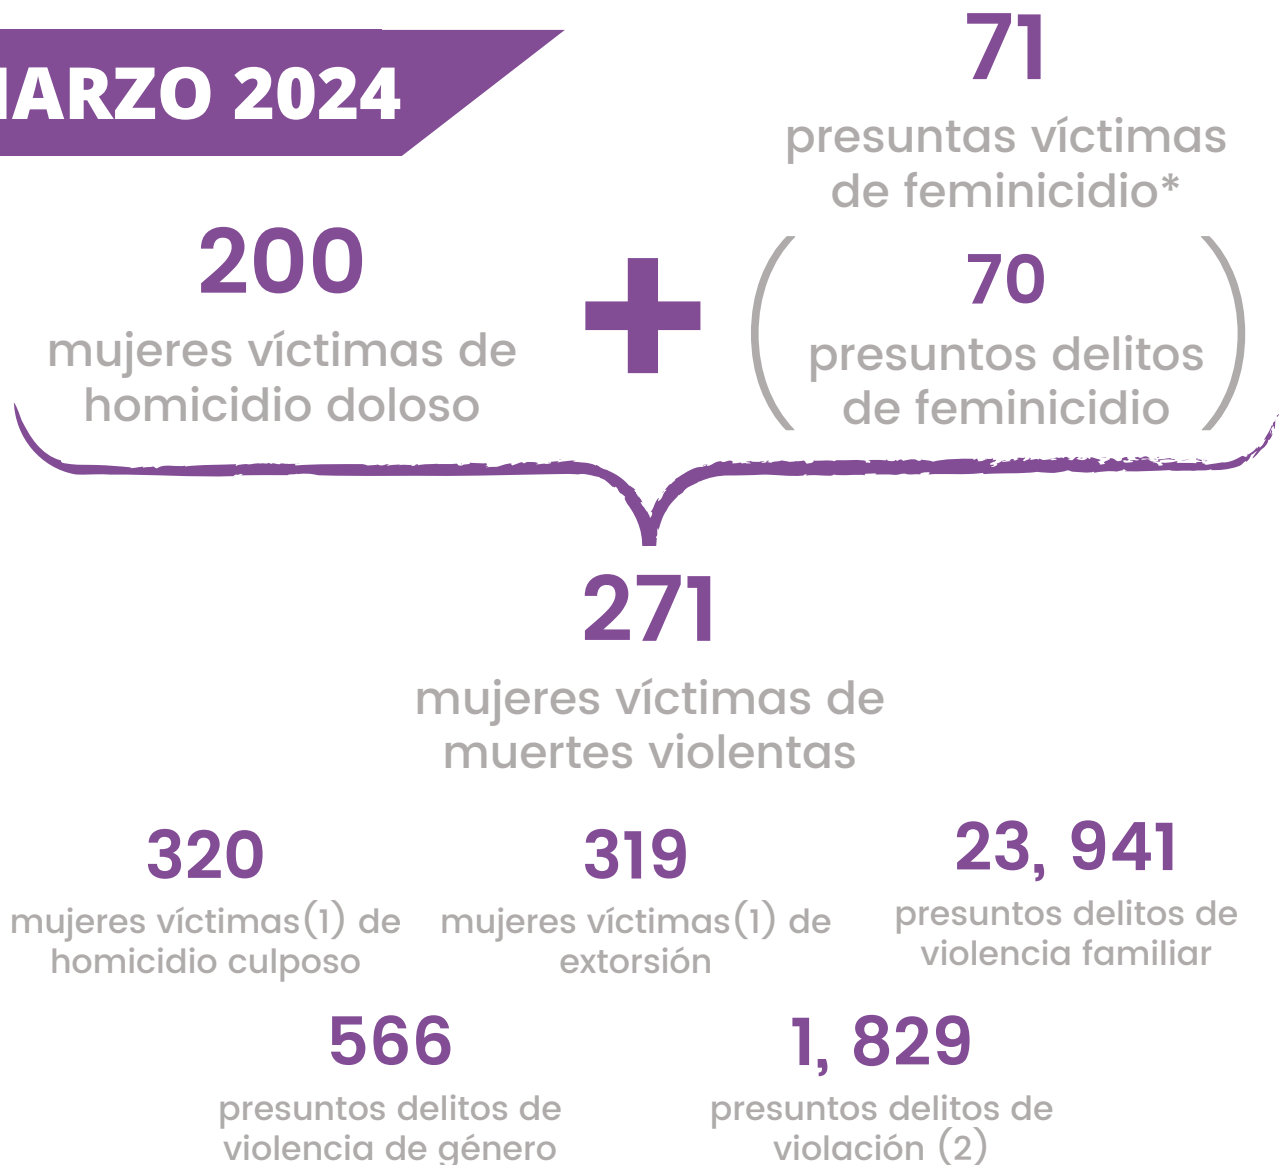 MARZO 2024
71
presuntas víctimas
de feminicidio*
200
mujeres víctimas de
homicidio doloso
+
(70
presuntos delitos
de feminicidio)
271
mujeres víctimas de
muertes violentas
320
mujeres víctimas(1) de
homicidio culposo
319
mujeres víctimas(1) de
extorsión
23, 941
presuntos delitos de
violencia familiar
566
presuntos delitos de
violencia de género
1, 829
presuntos delitos de
violación (2)